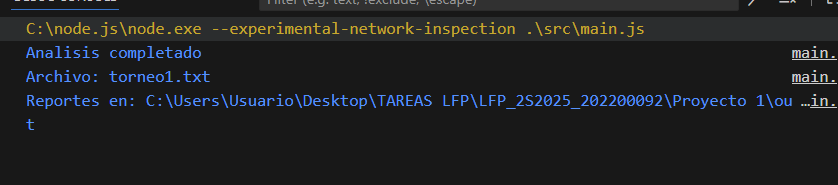 Filter (e.g. text, !exclude, \escape)
C:\node.js\node.exe --experimental-network-inspection .\src\main.js
Analisis completado main.
Archivo: torneo1.txt main.
Reportes en: C:\Users\Usuario\Desktop\TAREAS LFP\LFP_2S2025_202200092\Proyecto 1\ou …in.
t